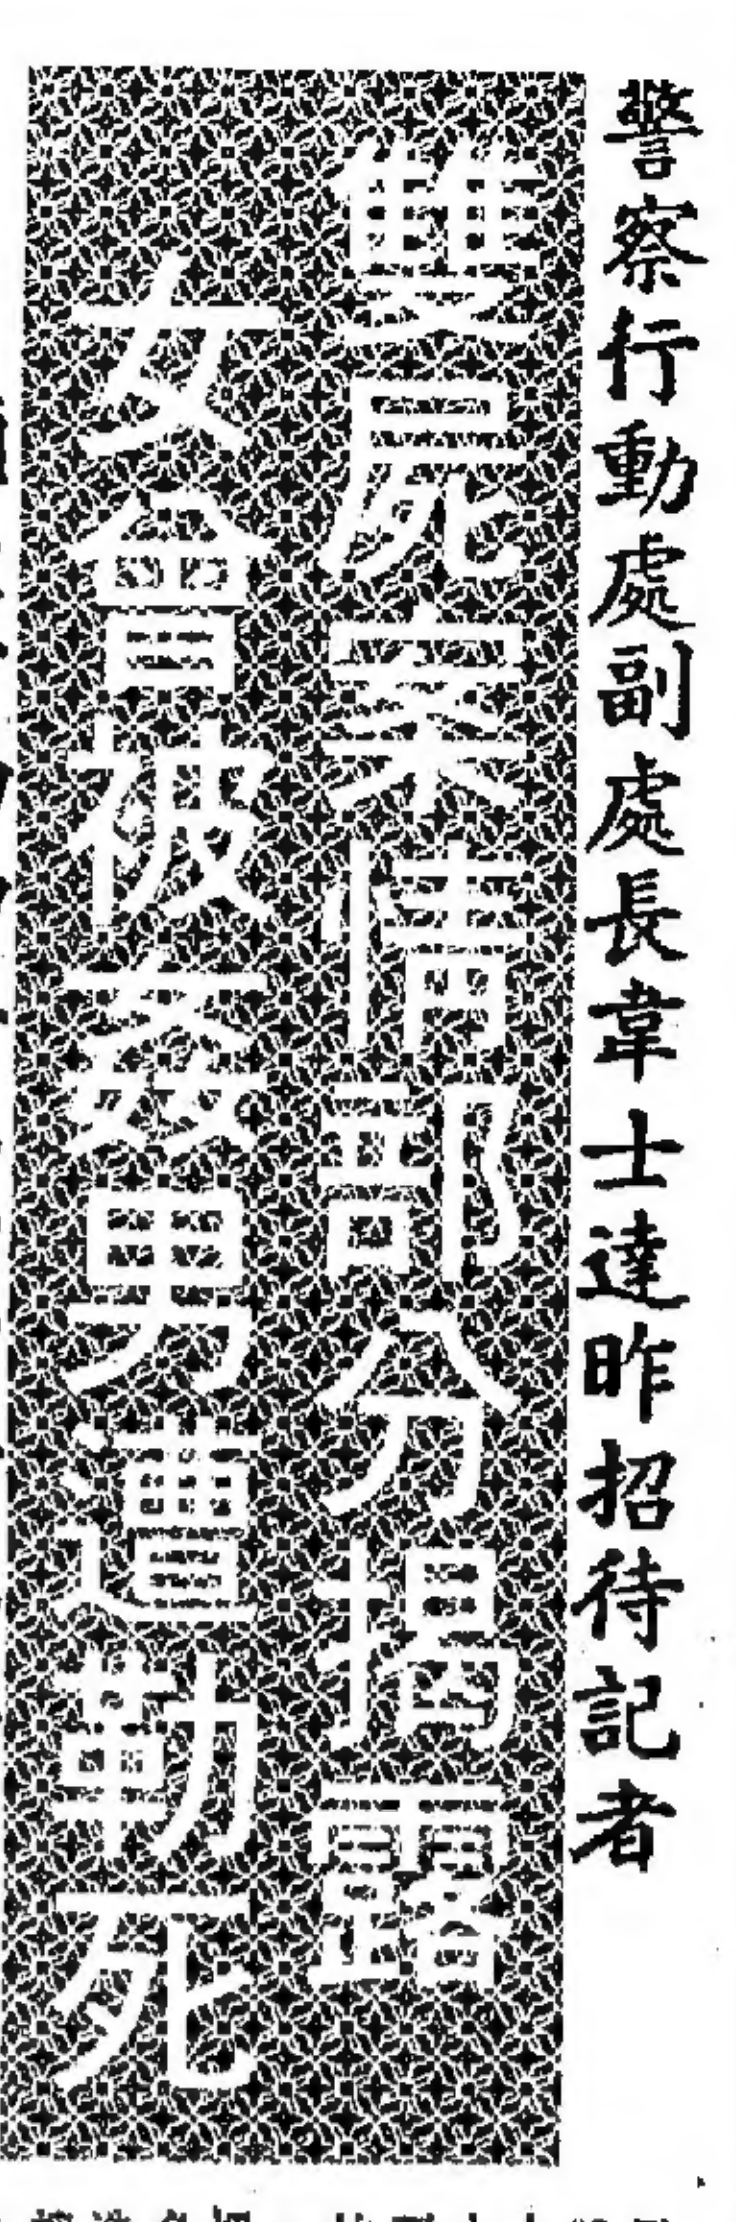 警察行動處副處長韋士達昨招待記者
雙屍案情部分揭露
女曾被姦男遭勒死